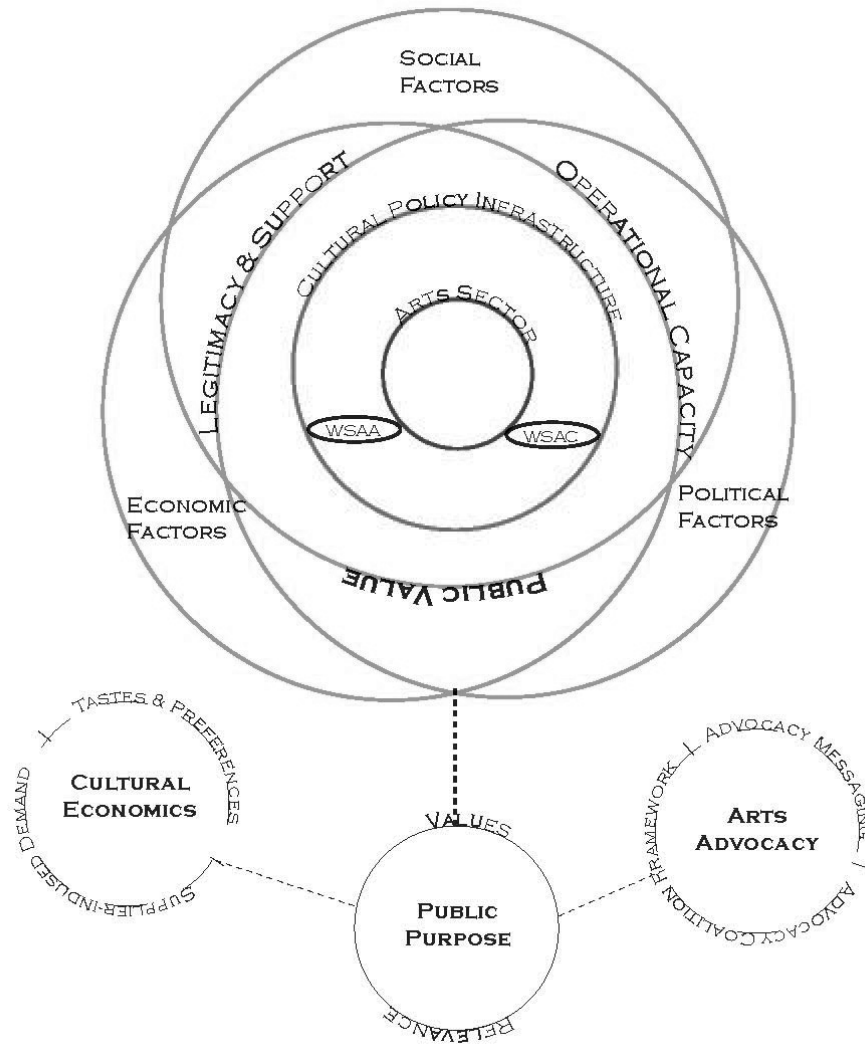 Social
Factors
Legitimacy & Support
Operational Capacity
Cultural Policy Infrastructure
Arts Sector
WSAA
WSAC
Economic
Factors
Political
Factors
Public Value
Tastes & Preferences
Cultural
Economics
Supplier-Indused Demand
Values
Public
Purpose
Relevance
Advocacy Messaging
Arts
Advocacy
Advocacy Coalition Framework